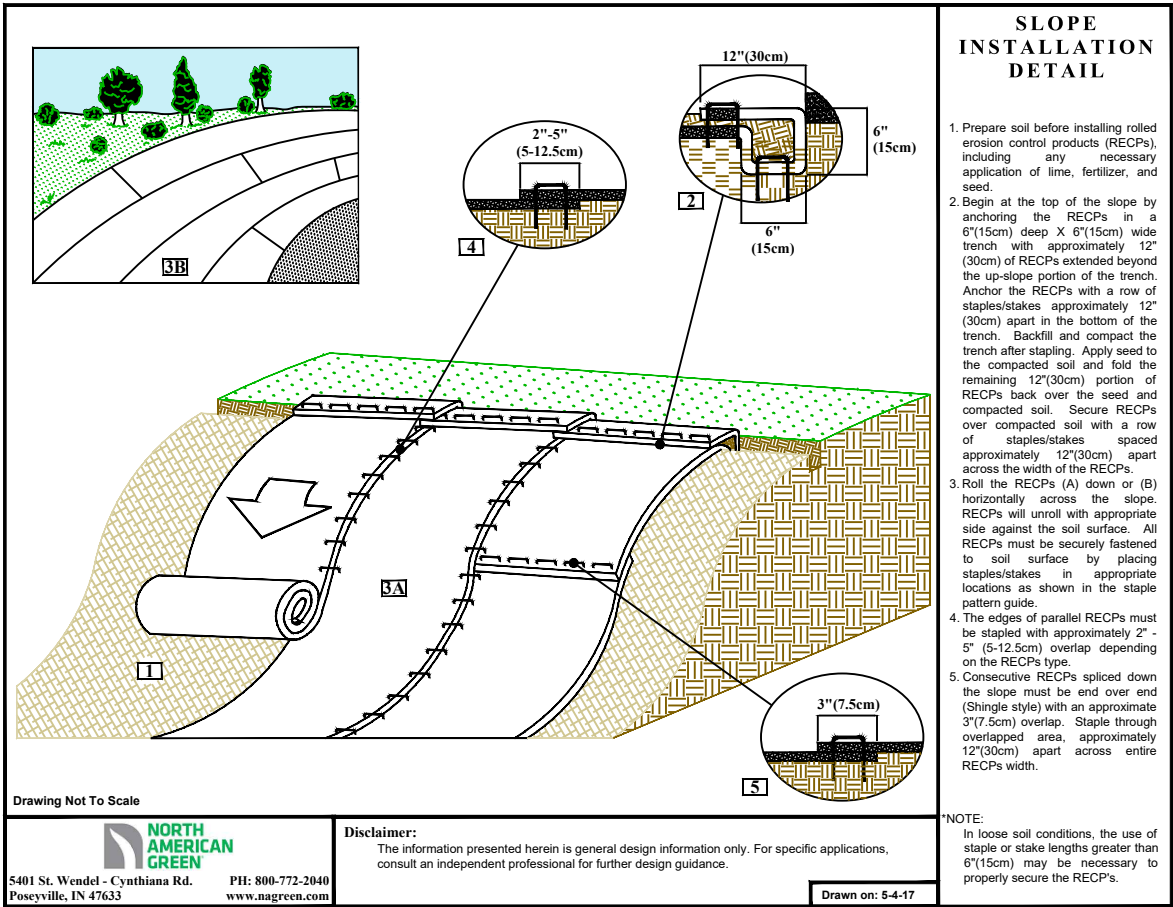 SLOPE
INSTALLATION
DETAIL
12"(30cm)
2"-5"
(5-12.5cm)
6"
(15cm)
2
6"
(15cm)
4
3B
3A
1
3"(7.5cm)
5
Drawing Not To Scale
1. Prepare soil before installing rolled
erosion control products (RECPs),
including any necessary
application of lime, fertilizer, and
seed.
2. Begin at the top of the slope by
anchoring the RECPs in a
6"(15cm) deep X 6"(15cm) wide
trench with approximately 12"
(30cm) of RECPs extended beyond
the up-slope portion of the trench.
Anchor the RECPs with a row of
staples/stakes approximately 12"
(30cm) apart in the bottom of the
trench. Backfill and compact the
trench after stapling. Apply seed to
the compacted soil and fold the
remaining 12"(30cm) portion of
RECPs back over the seed and
compacted soil. Secure RECPs
over compacted soil with a row
of staples/stakes spaced
approximately 12"(30cm) apart
across the width of the RECPs.
3. Roll the RECPs (A) down or (B)
horizontally across the slope.
RECPs will unroll with appropriate
side against the soil surface. All
RECPs must be securely fastened
to soil surface by placing
staples/stakes in appropriate
locations as shown in the staple
pattern guide.
4. The edges of parallel RECPs must
be stapled with approximately 2" -
5" (5-12.5cm) overlap depending
on the RECPs type.
5. Consecutive RECPs spliced down
the slope must be end over end
(Shingle style) with an approximate
3"(7.5cm) overlap. Staple through
overlapped area, approximately
12"(30cm) apart across entire
RECPs width.
*NOTE:
In loose soil conditions, the use of
staple or stake lengths greater than
6"(15cm) may be necessary to
properly secure the RECP's.
NORTH
AMERICAN
GREEN
5401 St. Wendel - Cynthiana Rd. PH: 800-772-2040
Poseyville, IN 47633 www.nagreen.com
Disclaimer:
The information presented herein is general design information only. For specific applications,
consult an independent professional for further design guidance.
Drawn on: 5-4-17